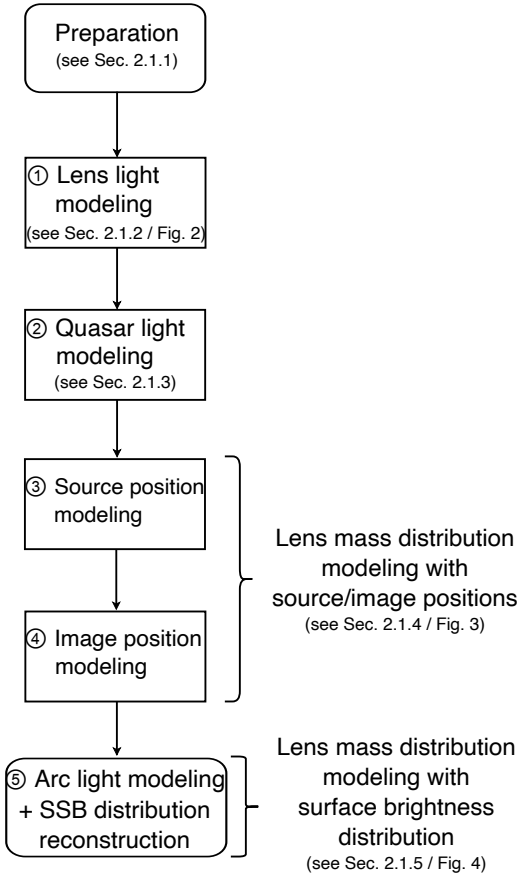 Preparation
(see Sec. 2.1.1)
① Lens light
modeling
(see Sec. 2.1.2 / Fig. 2)
② Quasar light
modeling
(see Sec. 2.1.3)
③ Source position
modeling
④ Image position
modeling
Lens mass distribution
modeling with
source/image positions
(see Sec. 2.1.4 / Fig. 3)
⑤ Arc light modeling
+ SSB distribution
reconstruction
Lens mass distribution
modeling with
surface brightness
distribution
(see Sec. 2.1.5 / Fig. 4)